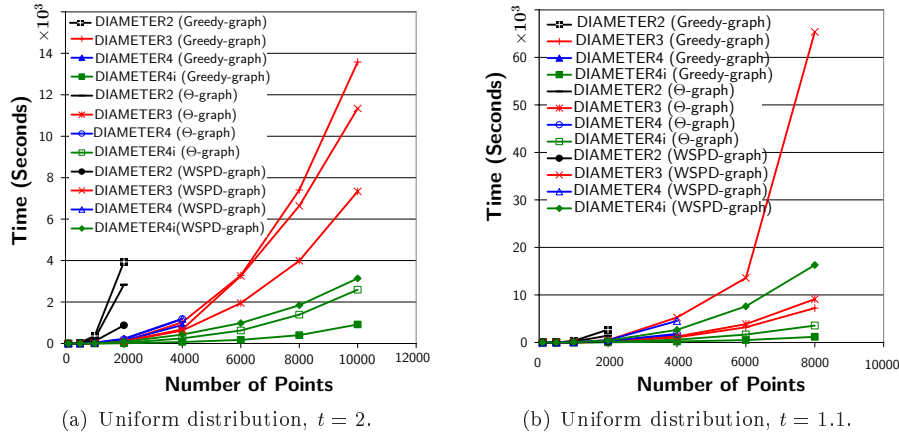 ×10³
14
12
10
8
6
4
2
0
Time (Seconds)
DIAMETER2 (Greedy-graph)
DIAMETER3 (Greedy-graph)
DIAMETER4 (Greedy-graph)
DIAMETER4i (Greedy-graph)
DIAMETER2 (Θ-graph)
DIAMETER3 (Θ-graph)
DIAMETER4 (Θ-graph)
DIAMETER4i (Θ-graph)
DIAMETER2 (WSPD-graph)
DIAMETER3 (WSPD-graph)
DIAMETER4 (WSPD-graph)
DIAMETER4i(WSPD-graph)
0 2000 4000 6000 8000 10000 12000
Number of Points
(a) Uniform distribution, t = 2.
×10³
70
60
50
40
30
20
10
0
Time (Seconds)
DIAMETER2 (Greedy-graph)
DIAMETER3 (Greedy-graph)
DIAMETER4 (Greedy-graph)
DIAMETER4i (Greedy-graph)
DIAMETER2 (Θ-graph)
DIAMETER3 (Θ-graph)
DIAMETER4 (Θ-graph)
DIAMETER4i (Θ-graph)
DIAMETER2 (WSPD-graph)
DIAMETER3 (WSPD-graph)
DIAMETER4 (WSPD-graph)
DIAMETER4i (WSPD-graph)
0 2000 4000 6000 8000 10000
Number of Points
(b) Uniform distribution, t = 1.1.